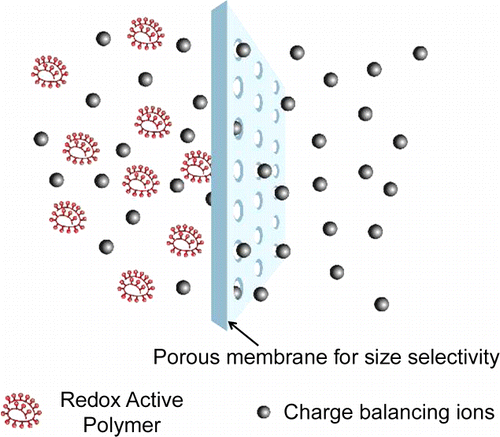 Porous membrane for size selectivity
Redox Active
Polymer
Charge balancing ions